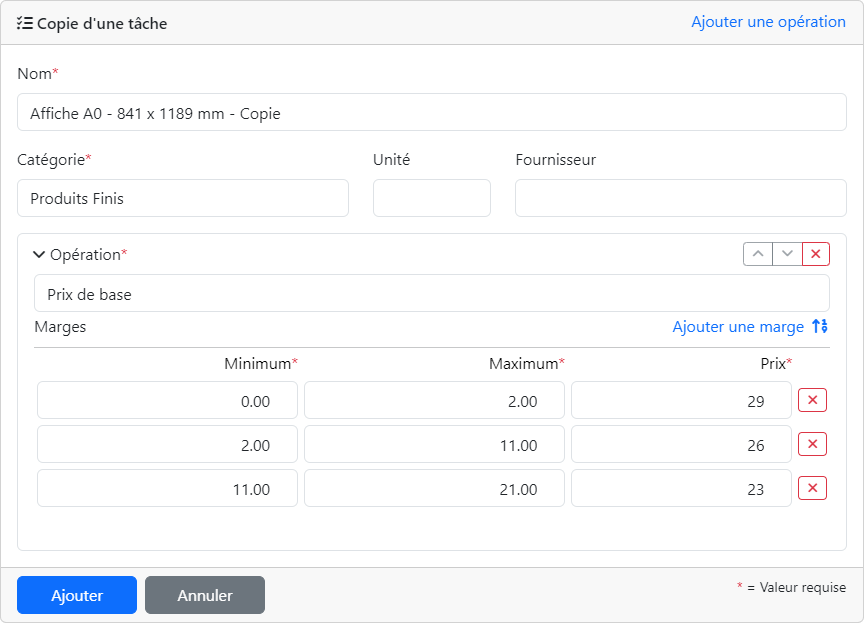 Copie d'une tâche Ajouter une opération
Nom*
Affiche A0 - 841 x 1189 mm - Copie
Catégorie* Unité Fournisseur
Produits Finis
Opération*
Prix de base
Marges Ajouter une marge
Minimum* Maximum* Prix*
0.00 2.00 29
2.00 11.00 26
11.00 21.00 23
Ajouter Annuler * = Valeur requise